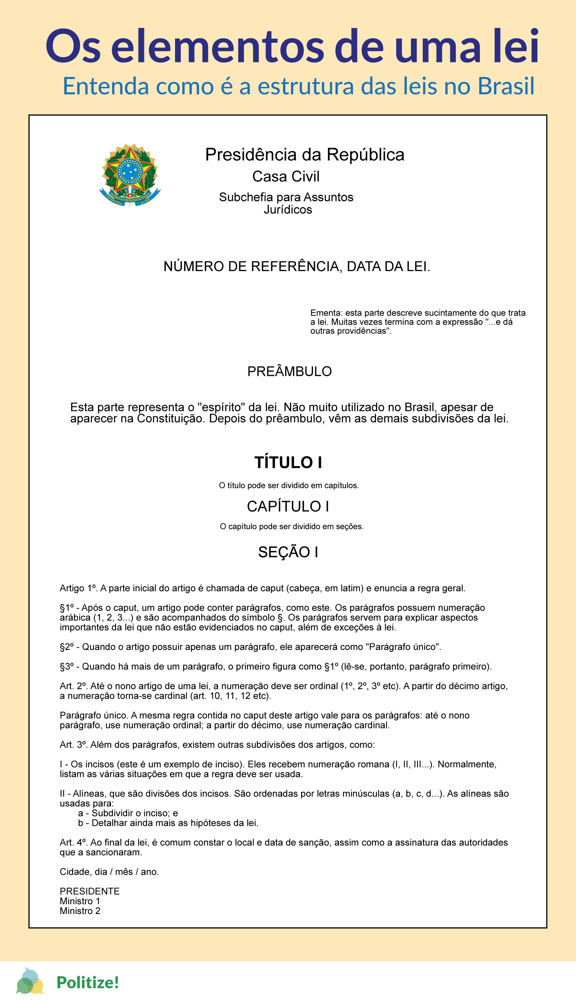 Os elementos de uma lei
Entenda como é a estrutura das leis no Brasil
Presidência da República
Casa Civil
Subchefia para Assuntos
Jurídicos
REPÚBLICA FEDERATIVA DO BRASIL
15 de Novembro
de 1889
NÚMERO DE REFERÊNCIA, DATA DA LEI.
Ementa: esta parte descreve sucintamente do que trata
a lei. Muitas vezes termina com a expressão "...e dá
outras providências".
PREÂMBULO
Esta parte representa o "espírito" da lei. Não muito utilizado no Brasil, apesar de
aparecer na Constituição. Depois do prêambulo, vêm as demais subdivisões da lei.
TÍTULO I
O título pode ser dividido em capítulos.
CAPÍTULO I
O capítulo pode ser dividido em seções.
SEÇÃO I
Artigo 1º. A parte inicial do artigo é chamada de caput (cabeça, em latim) e enuncia a regra geral.
§1º - Após o caput, um artigo pode conter parágrafos, como este. Os parágrafos possuem numeração
arábica (1, 2, 3...) e são acompanhados do símbolo §. Os parágrafos servem para explicar aspectos
importantes da lei que não estão evidenciados no caput, além de exceções à lei.
§2º - Quando o artigo possuir apenas um parágrafo, ele aparecerá como "Parágrafo único".
§3º - Quando há mais de um parágrafo, o primeiro figura como §1º (lê-se, portanto, parágrafo primeiro).
Art. 2º. Até o nono artigo de uma lei, a numeração deve ser ordinal (1º, 2º, 3º etc). A partir do décimo artigo,
a numeração torna-se cardinal (art. 10, 11, 12 etc).
Parágrafo único. A mesma regra contida no caput deste artigo vale para os parágrafos: até o nono
parágrafo, use numeração ordinal; a partir do décimo, use numeração cardinal.
Art. 3º. Além dos parágrafos, existem outras subdivisões dos artigos, como:
I - Os incisos (este é um exemplo de inciso). Eles recebem numeração romana (I, II, III...). Normalmente,
listam as várias situações em que a regra deve ser usada.
II - Alíneas, que são divisões dos incisos. São ordenadas por letras minúsculas (a, b, c, d...). As alíneas são
usadas para:
a - Subdividir o inciso; e
b - Detalhar ainda mais as hipóteses da lei.
Art. 4º. Ao final da lei, é comum constar o local e data de sanção, assim como a assinatura das autoridades
que a sancionaram.
Cidade, dia / mês / ano.
PRESIDENTE
Ministro 1
Ministro 2
Politize!